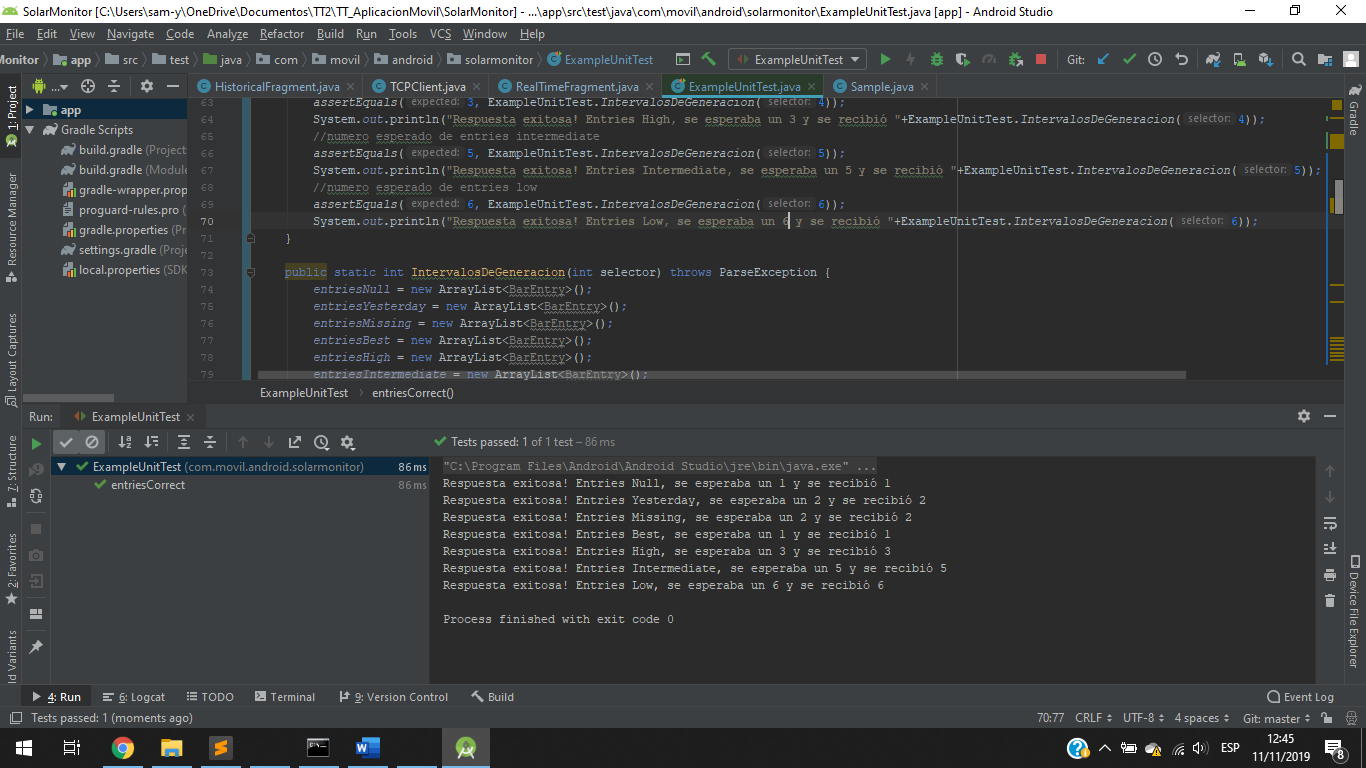 SolarMonitor [C:\Users\sam-y\OneDrive\Documentos\TT2\TT_AplicacionMovil\SolarMonitor] - ...\app\src\test\java\com\movil\android\solarmonitor\ExampleUnitTest.java [app] - Android Studio
File Edit View Navigate Code Analyze Refactor Build Run Tools VCS Window Help
Monitor app src test java com movil android solarmonitor ExampleUnitTest ExampleUnitTest Git:
HistoricalFragment.java TCPClient.java RealTimeFragment.java ExampleUnitTest.java Sample.java
1: Project
Resource Manager
Layout Captures
7: Structure
2: Favorites
ld Variants
app
Gradle Scripts
build.gradle (Project
build.gradle (Module
gradle-wrapper.prop
proguard-rules.pro
gradle.properties (Pro
settings.gradle (Proje
local.properties (SDK
63 assertEquals( expected: 3, ExampleUnitTest.IntervalosDeGeneracion( selector: 4));
64 System.out.println("Respuesta exitosa! Entries High, se esperaba un 3 y se recibió "+ExampleUnitTest.IntervalosDeGeneracion( selector: 4));
65 //numero esperado de entries intermediate
66 assertEquals( expected: 5, ExampleUnitTest.IntervalosDeGeneracion( selector: 5));
67 System.out.println("Respuesta exitosa! Entries Intermediate, se esperaba un 5 y se recibió "+ExampleUnitTest.IntervalosDeGeneracion( selector: 5));
68 //numero esperado de entries low
69 assertEquals( expected: 6, ExampleUnitTest.IntervalosDeGeneracion( selector: 6));
70 System.out.println("Respuesta exitosa! Entries Low, se esperaba un 6 y se recibió "+ExampleUnitTest.IntervalosDeGeneracion( selector: 6));
71 }
72
73 public static int IntervalosDeGeneracion(int selector) throws ParseException {
74 entriesNull = new ArrayList<BarEntry>();
75 entriesYesterday = new ArrayList<BarEntry>();
76 entriesMissing = new ArrayList<BarEntry>();
77 entriesBest = new ArrayList<BarEntry>();
78 entriesHigh = new ArrayList<BarEntry>();
79 entriesIntermediate = new ArrayList<BarEntry>();
ExampleUnitTest entriesCorrect()
Gradle
Device File Explorer
Run: ExampleUnitTest
Tests passed: 1 of 1 test – 86 ms
ExampleUnitTest (com.movil.android.solarmonitor) 86 ms
entriesCorrect 86 ms
"C:\Program Files\Android\Android Studio\jre\bin\java.exe" ...
Respuesta exitosa! Entries Null, se esperaba un 1 y se recibió 1
Respuesta exitosa! Entries Yesterday, se esperaba un 2 y se recibió 2
Respuesta exitosa! Entries Missing, se esperaba un 2 y se recibió 2
Respuesta exitosa! Entries Best, se esperaba un 1 y se recibió 1
Respuesta exitosa! Entries High, se esperaba un 3 y se recibió 3
Respuesta exitosa! Entries Intermediate, se esperaba un 5 y se recibió 5
Respuesta exitosa! Entries Low, se esperaba un 6 y se recibió 6
Process finished with exit code 0
4: Run 6: Logcat TODO Terminal 9: Version Control Build Event Log
Tests passed: 1 (moments ago) 70:77 CRLF UTF-8 4 spaces Git: master
ESP
12:45
11/11/2019
8